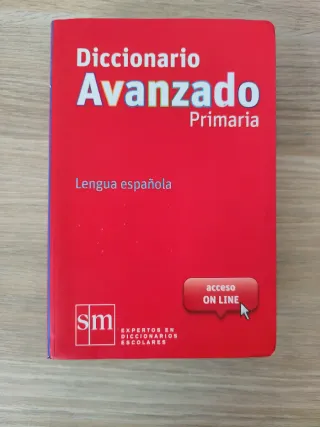 Diccionario
Avanzado
Primaria
Lengua española
acceso
ON LINE
sm
EXPERTOS EN
DICCIONARIOS
ESCOLARES